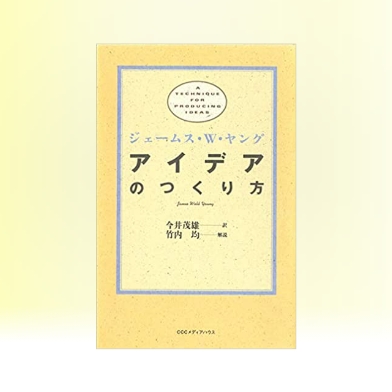 A
TECHNIQUE
FOR
PRODUCING
IDEAS
ジェームス・W・ヤング
アイデア
のつくり方
James Webb Young
今井茂雄――訳
竹内 均――解説
CCCメディアハウス